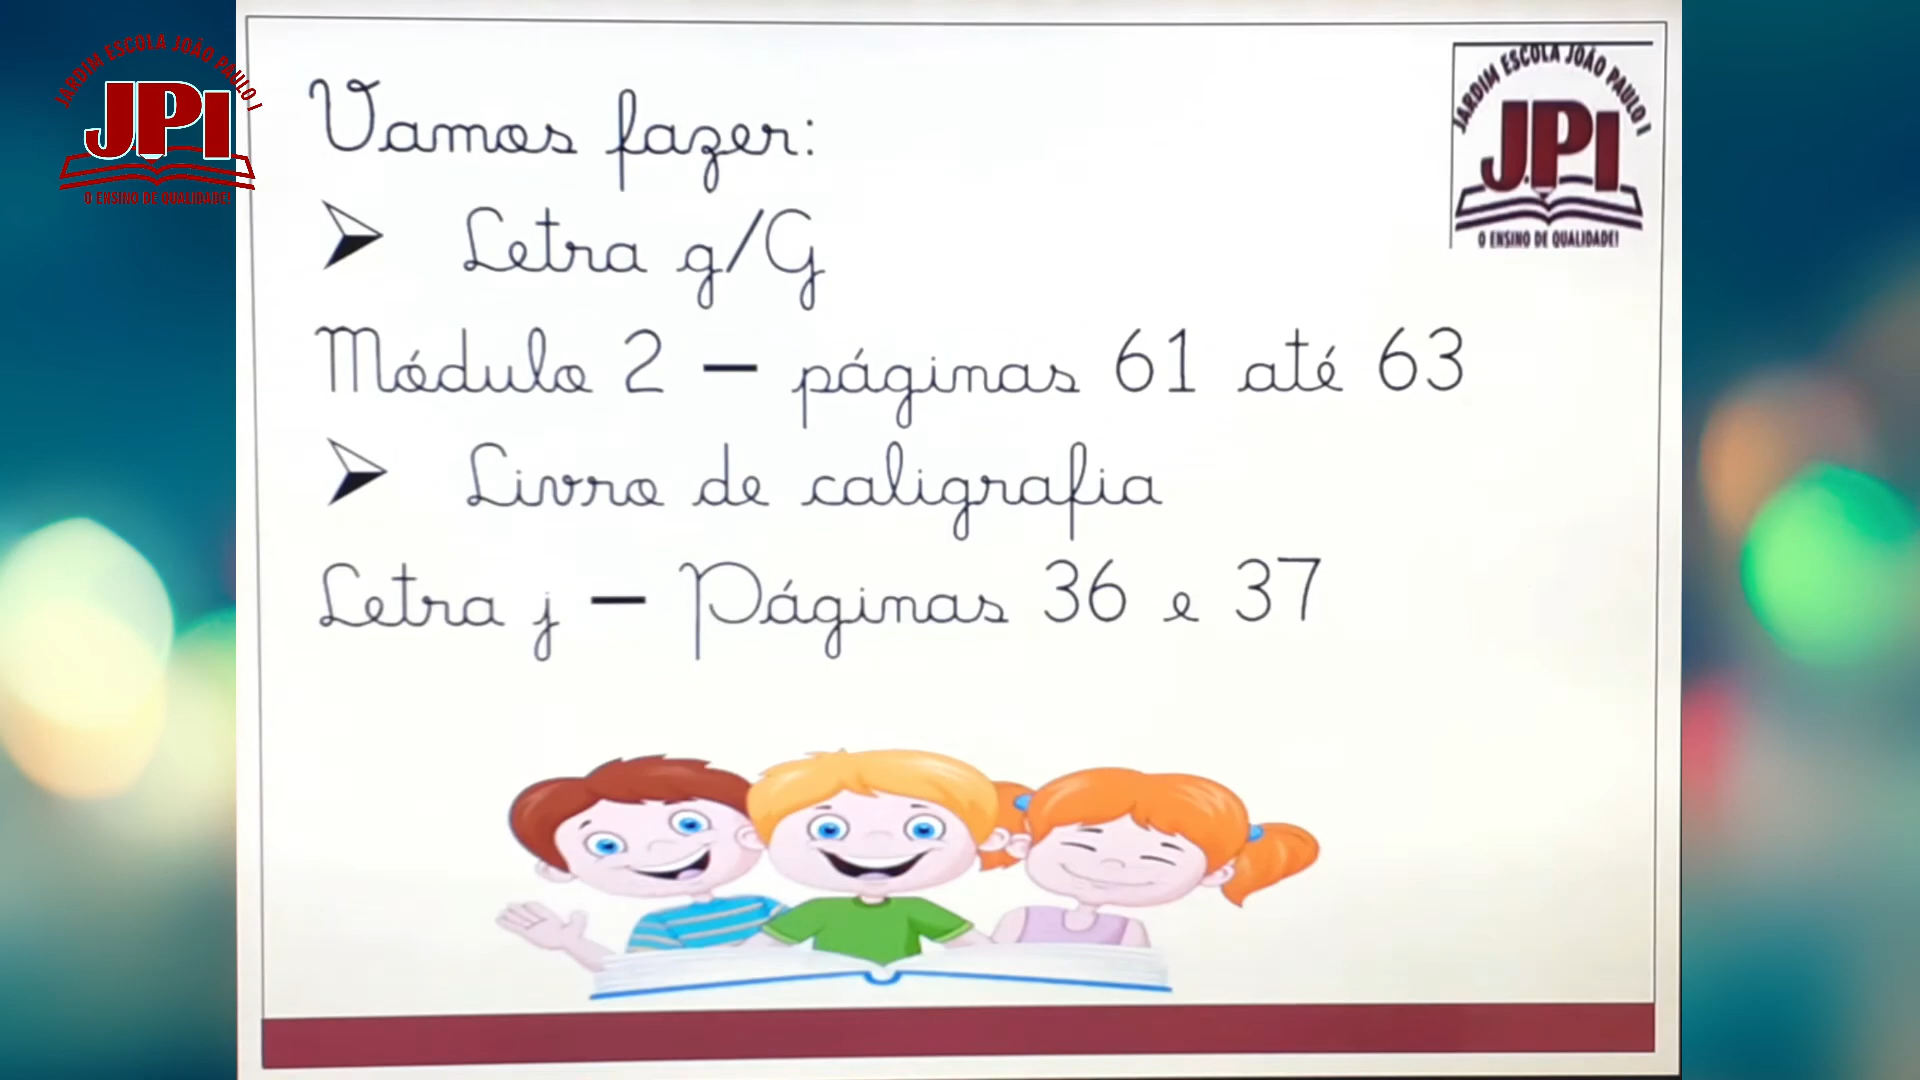 JARDIM ESCOLA JOÃO PAULO I
JPI
O ENSINO DE QUALIDADE!
JARDIM ESCOLA JOÃO PAULO I
JPI
O ENSINO DE QUALIDADE!
Vamos fazer:
➢ Letra g/G
Módulo 2 – páginas 61 até 63
➢ Livro de caligrafia
Letra j – Páginas 36 e 37